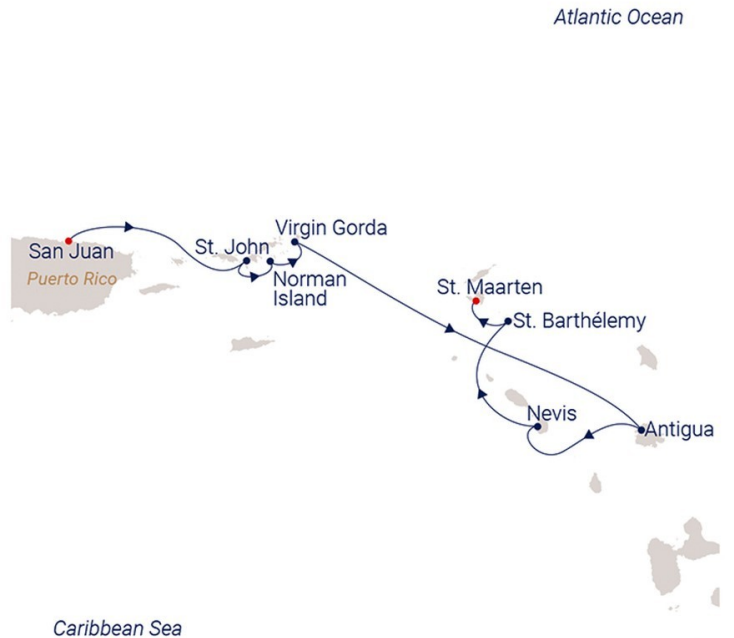 Atlantic Ocean
Virgin Gorda
St. John
San Juan
Puerto Rico
Norman
Island
St. Maarten
St. Barthélemy
Nevis
Antigua
Caribbean Sea